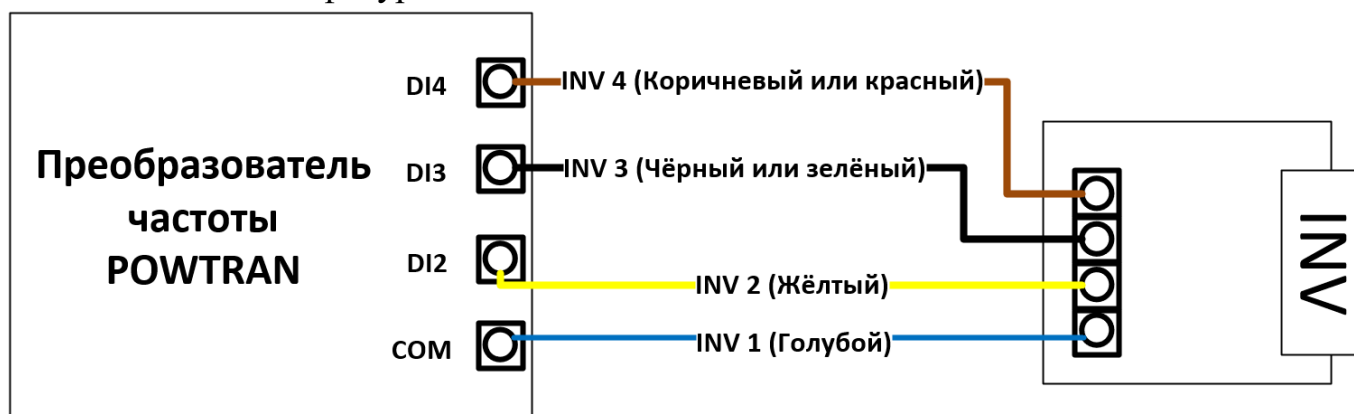 DI4
INV 4 (Коричневый или красный)
Преобразователь
частоты
POWTRAN
DI3
INV 3 (Чёрный или зелёный)
DI2
INV 2 (Жёлтый)
COM
INV 1 (Голубой)
INV